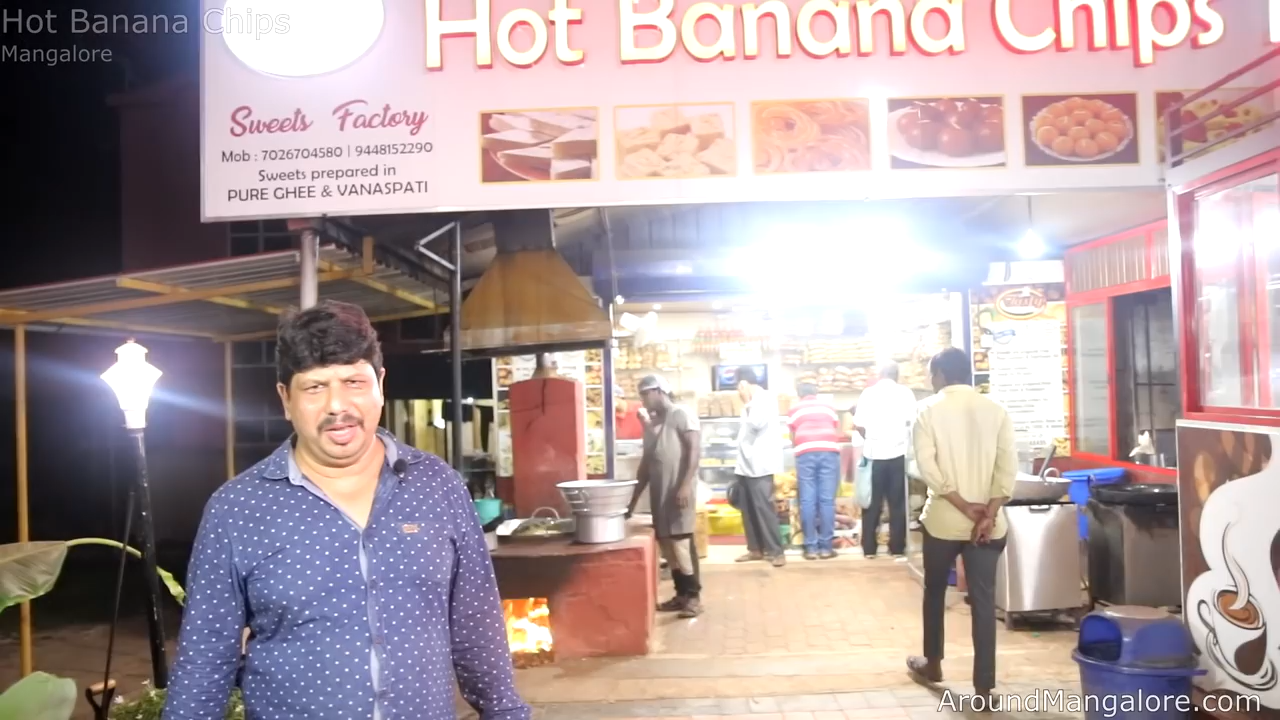 Hot Banana Chips
Mangalore
Hot Banana Chips
Sweets Factory
Mob : 7026704580 | 9448152290
Sweets prepared in
PURE GHEE & VANASPATI
AroundMangalore.com